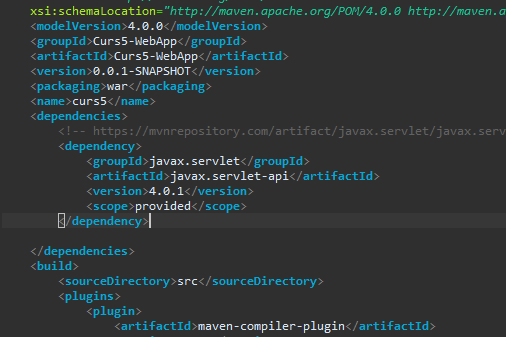 xsi:schemaLocation="http://maven.apache.org/POM/4.0.0 http://maven.a
<modelVersion>4.0.0</modelVersion>
<groupId>Curs5-WebApp</groupId>
<artifactId>Curs5-WebApp</artifactId>
<version>0.0.1-SNAPSHOT</version>
<packaging>war</packaging>
<name>curs5</name>
<dependencies>
<!-- https://mvnrepository.com/artifact/javax.servlet/javax.serv
<dependency>
<groupId>javax.servlet</groupId>
<artifactId>javax.servlet-api</artifactId>
<version>4.0.1</version>
<scope>provided</scope>
</dependency>
</dependencies>
<build>
<sourceDirectory>src</sourceDirectory>
<plugins>
<plugin>
<artifactId>maven-compiler-plugin</artifactId>